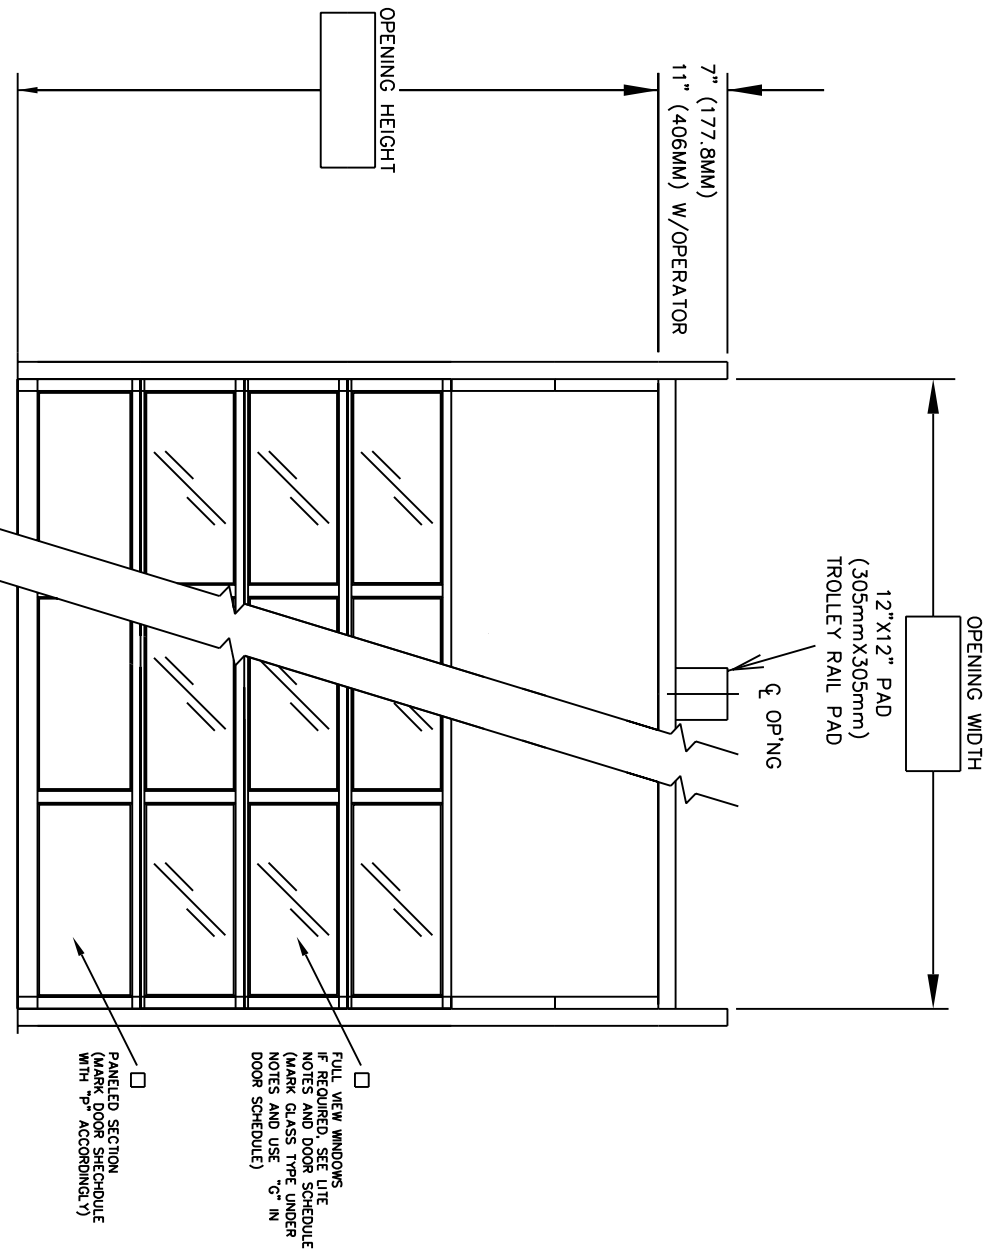 OPENING HEIGHT
7" (177.8MM)
11" (406MM) W/OPERATOR
OPENING WIDTH
12"X12" PAD
(305mmX305mm)
TROLLEY RAIL PAD
℄ OP'NG
FULL VIEW WINDOWS
IF REQUIRED, SEE LITE
NOTES AND DOOR SCHEDULE
(MARK GLASS TYPE UNDER
NOTES AND USE "G" IN
DOOR SCHEDULE)
PANELED SECTION
(MARK DOOR SHECHDULE
WITH "P" ACCORDINGLY)